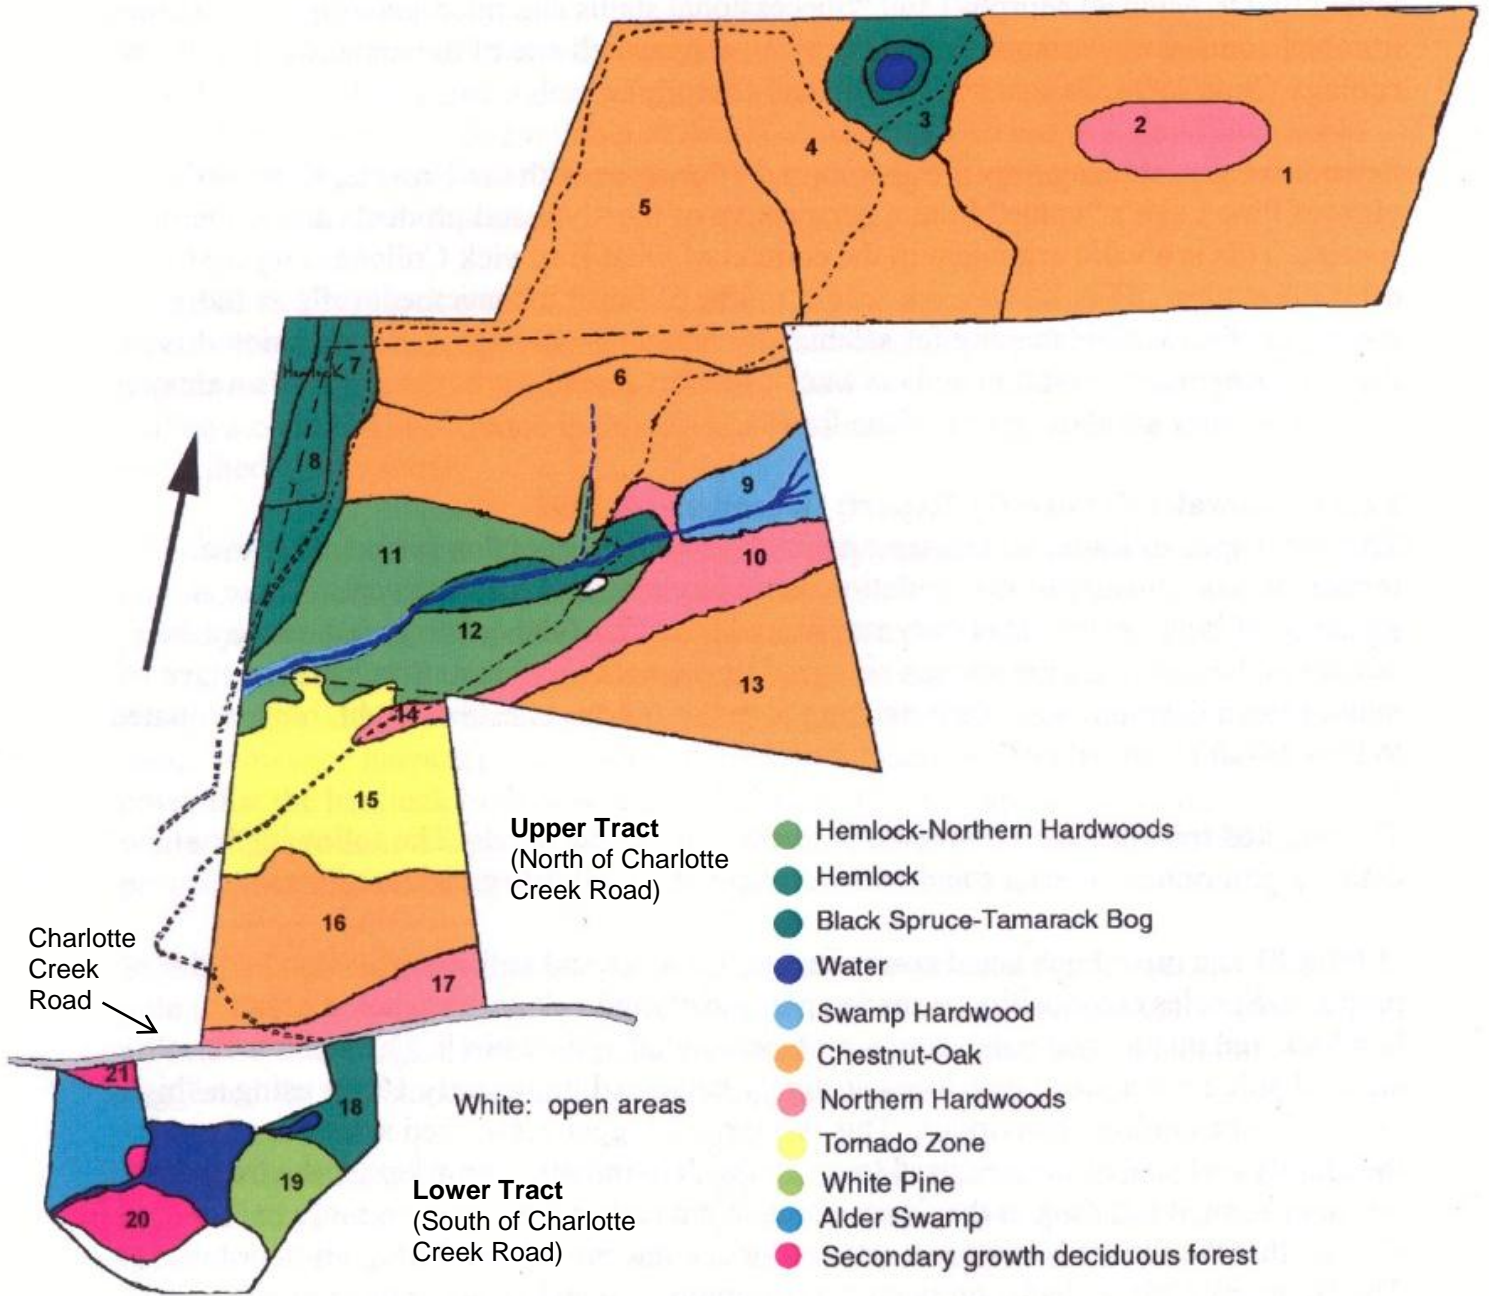 5
4
3
2
1
7
6
8
9
11
10
12
13
14
15
16
17
Upper Tract
(North of Charlotte
Creek Road)
Charlotte
Creek
Road
21
18
19
20
White: open areas
Lower Tract
(South of Charlotte
Creek Road)
Hemlock-Northern Hardwoods
Hemlock
Black Spruce-Tamarack Bog
Water
Swamp Hardwood
Chestnut-Oak
Northern Hardwoods
Tornado Zone
White Pine
Alder Swamp
Secondary growth deciduous forest